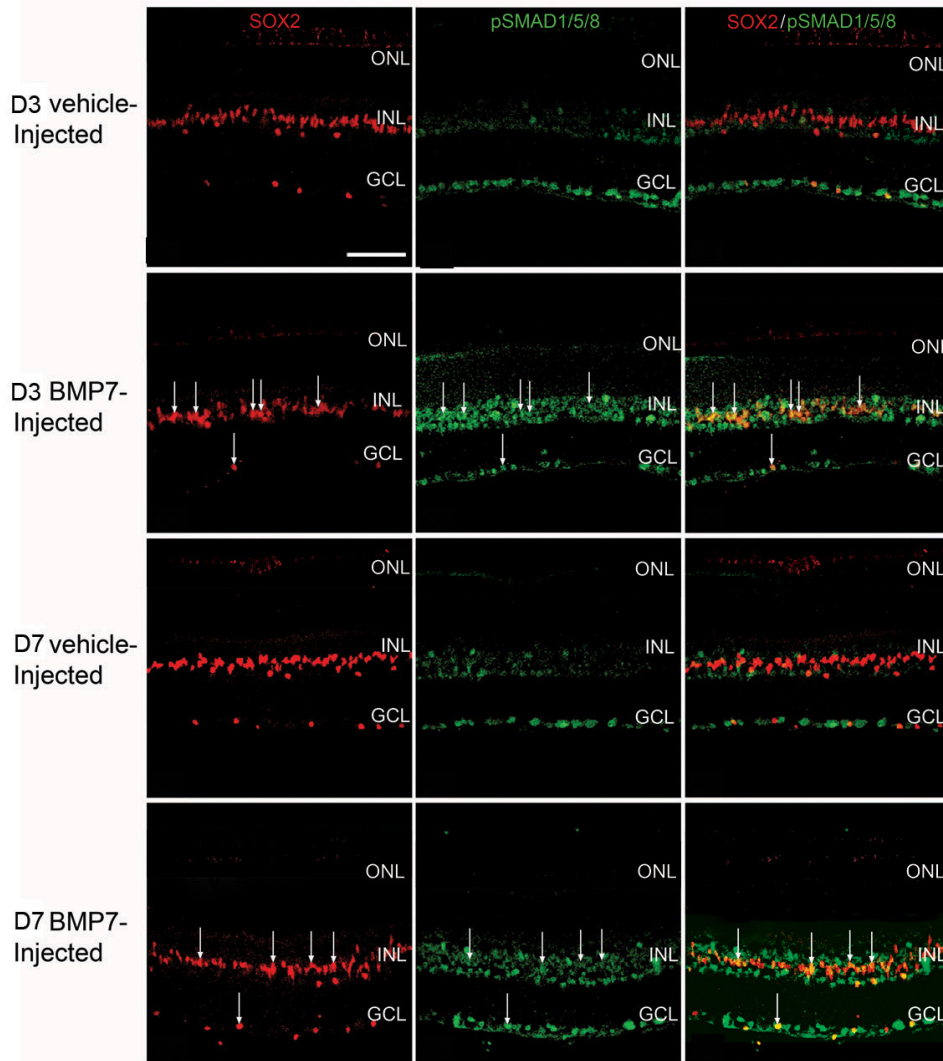 SOX2
pSMAD1/5/8
SOX2/pSMAD1/5/8
D3 vehicle-
Injected
ONL
INL
GCL
ONL
INL
GCL
ONL
INL
GCL
D3 BMP7-
Injected
ONL
INL
GCL
ONL
INL
GCL
ONL
INL
GCL
D7 vehicle-
Injected
ONL
INL
GCL
ONL
INL
GCL
ONL
INL
GCL
D7 BMP7-
Injected
ONL
INL
GCL
ONL
INL
GCL
ONL
INL
GCL